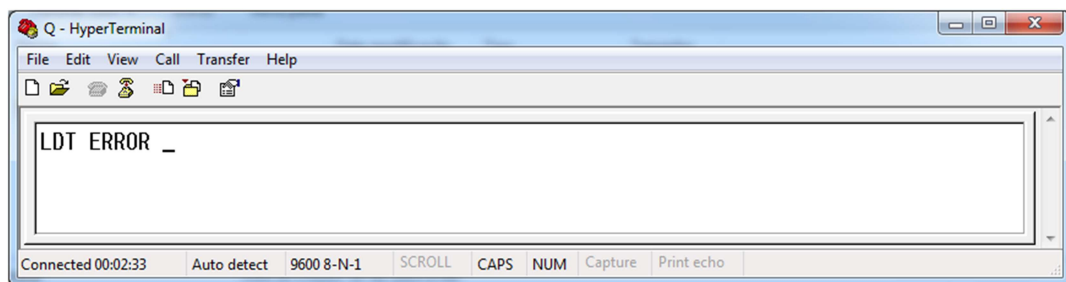 Q - HyperTerminal
File Edit View Call Transfer Help
LDT ERROR _
Connected 00:02:33 Auto detect 9600 8-N-1 SCROLL CAPS NUM Capture Print echo